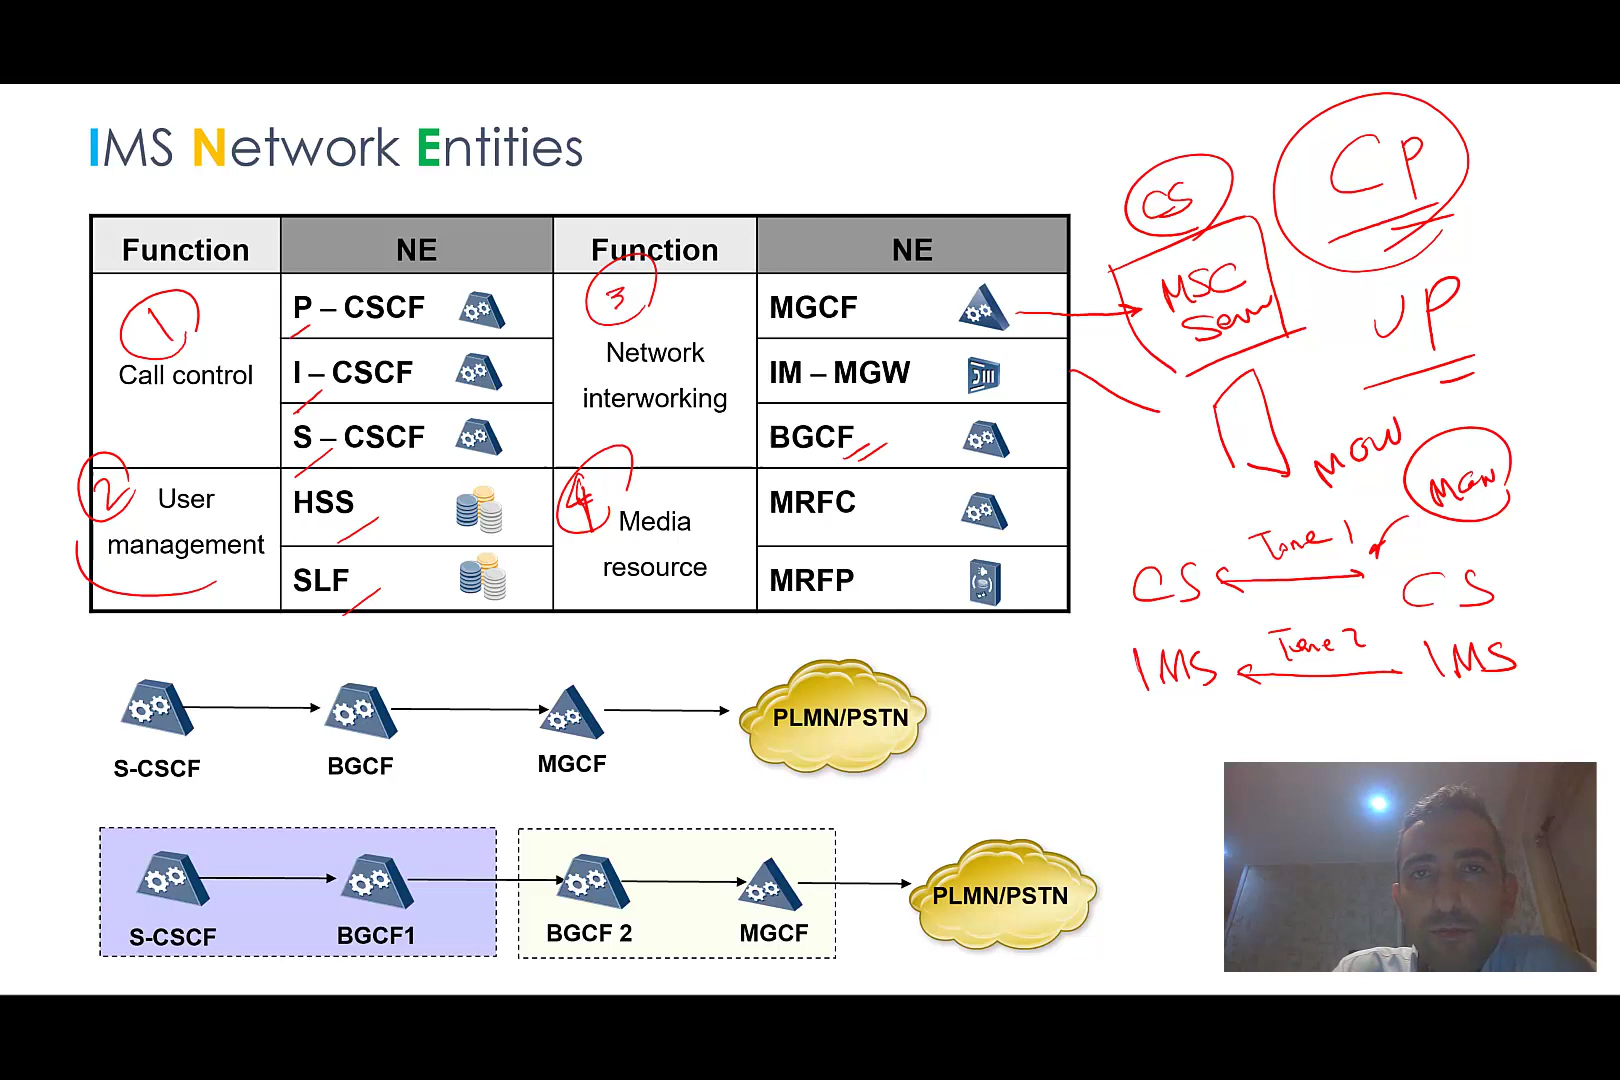 IMS Network Entities
Function NE Function NE
Call control
P – CSCF
I – CSCF
S – CSCF
User
management
HSS
SLF
Network
interworking
MGCF
IM – MGW
BGCF
Media
resource
MRFC
MRFP
1
2
3
4
CS
CP
MSC
UP
MGW
MGW
Tone 1
CS CS
Tone 2
IMS IMS
S-CSCF BGCF MGCF PLMN/PSTN
S-CSCF BGCF1 BGCF 2 MGCF PLMN/PSTN